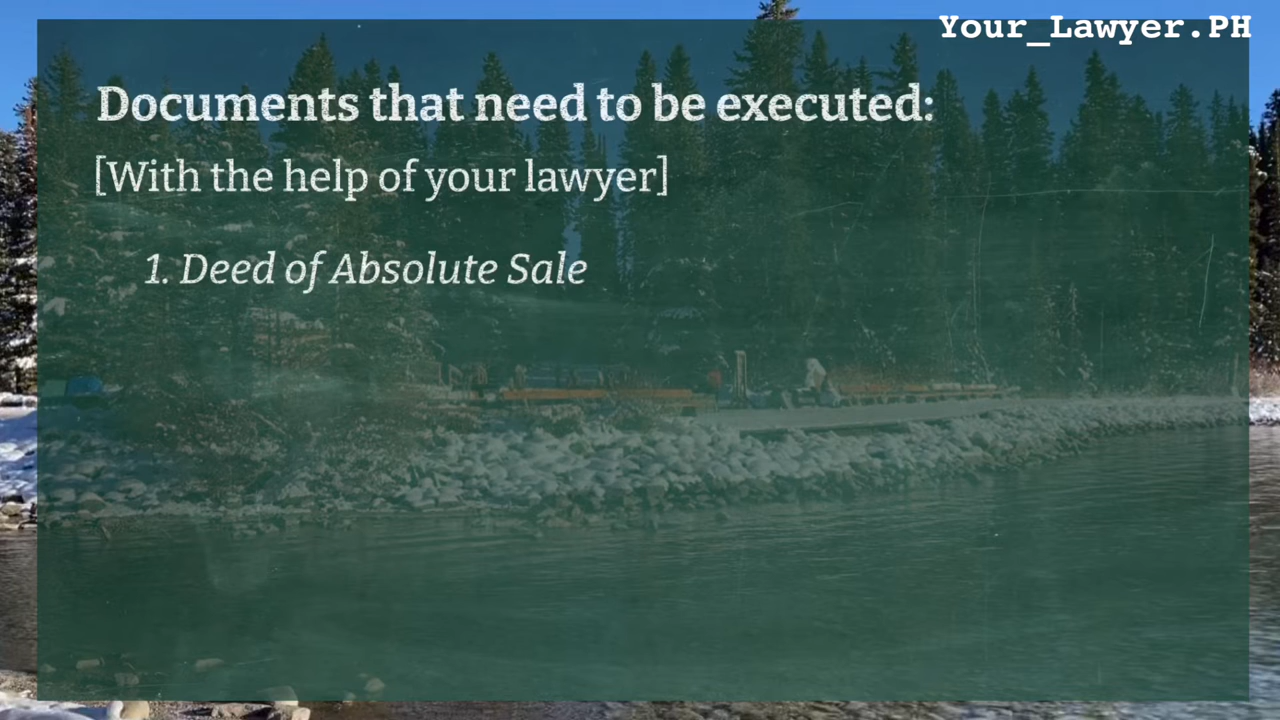 Your_Lawyer.PH
Documents that need to be executed:
[With the help of your lawyer]
1. Deed of Absolute Sale